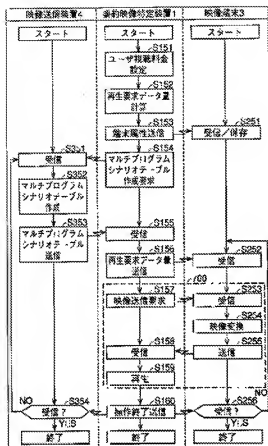 映像送信装置4
要約映像特定装置1
映像端末3
スタート
スタート
スタート
S151
ユーザ視聴料金
設定
S152
再生要求データ量
計算
S153
端末属性送信
S251
受信/保存
S154
マルチプログラム
シナリオテーブル
作成要求
S351
受信
S352
マルチプログラム
シナリオテーブル
作成
S353
マルチプログラム
シナリオテーブル
送信
S155
受信
S156
再生要求データ量
送信
S252
受信
60
S157
映像送信要求
S253
受信
S254
映像変換
S255
送信
S158
受信
S159
再生
NO
S354
受信?
YES
終了
S160
操作終了送信
終了
NO
S256
受信?
YES
終了